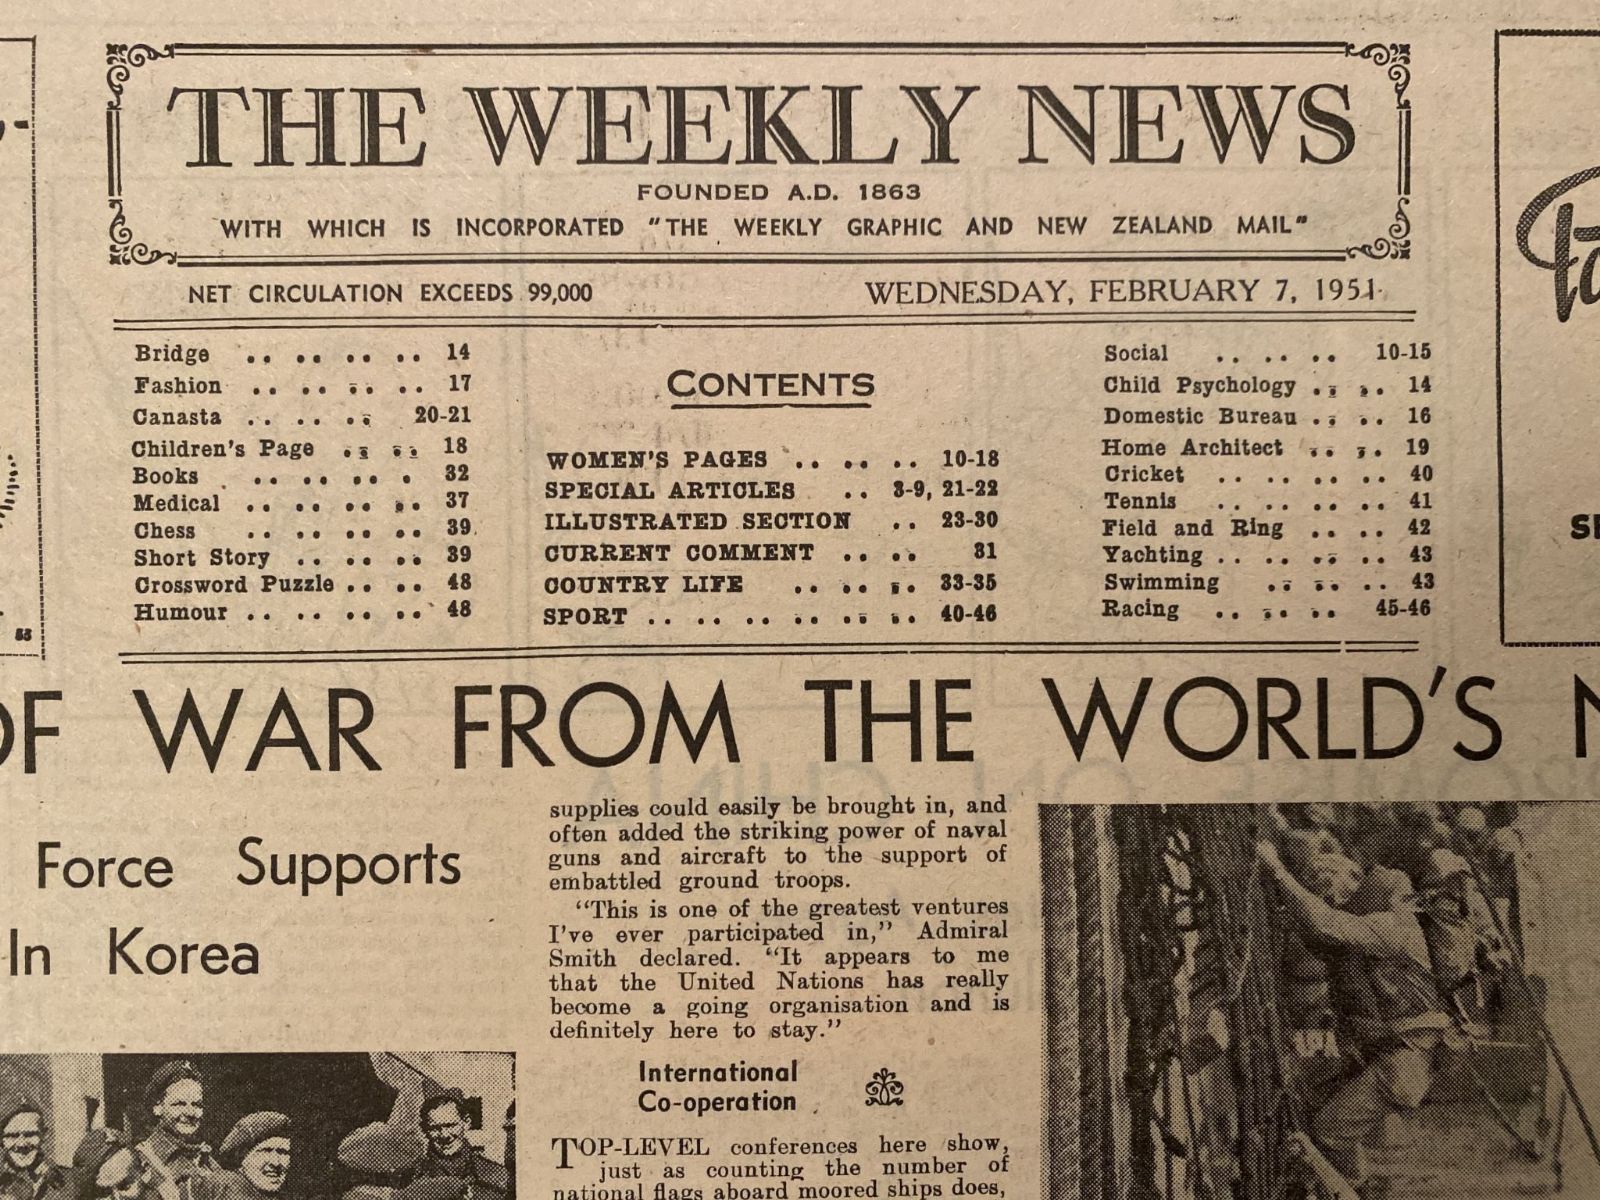 THE WEEKLY NEWS
FOUNDED A.D. 1863
WITH WHICH IS INCORPORATED "THE WEEKLY GRAPHIC AND NEW ZEALAND MAIL"
NET CIRCULATION EXCEEDS 99,000
WEDNESDAY, FEBRUARY 7, 1951
Bridge .. .. .. .. 14
Fashion .. .. .. .. 17
Canasta .. .. .. 20-21
Children's Page .. .. 18
Books .. .. .. . 32
Medical .. .. .. .. 37
Chess .. .. .. .. 39
Short Story .. .. .. 39
Crossword Puzzle .. .. 48
Humour .. .. .. .. 48
53
CONTENTS
WOMEN'S PAGES .. .. .. 10-18
SPECIAL ARTICLES .. 3-9, 21-22
ILLUSTRATED SECTION .. 23-30
CURRENT COMMENT .. .. 31
COUNTRY LIFE .. .. .. 33-35
SPORT .. .. .. .. .. .. 40-46
Social .. .. .. 10-15
Child Psychology .. .. 14
Domestic Bureau .. .. 16
Home Architect .. .. 19
Cricket .. .. .. .. 40
Tennis .. .. .. .. 41
Field and Ring .. .. 42
Yachting .. .. .. .. 43
Swimming .. .. .. 43
Racing .. .. .. 45-46
OF WAR FROM THE WORLD'S N
Force Supports
In Korea
supplies could easily be brought in, and
often added the striking power of naval
guns and aircraft to the support of
embattled ground troops.
"This is one of the greatest ventures
I've ever participated in," Admiral
Smith declared. "It appears to me
that the United Nations has really
become a going organisation and is
definitely here to stay."
International
Co-operation
TOP-LEVEL conferences here show,
just as counting the number of
national flags aboard moored ships does,